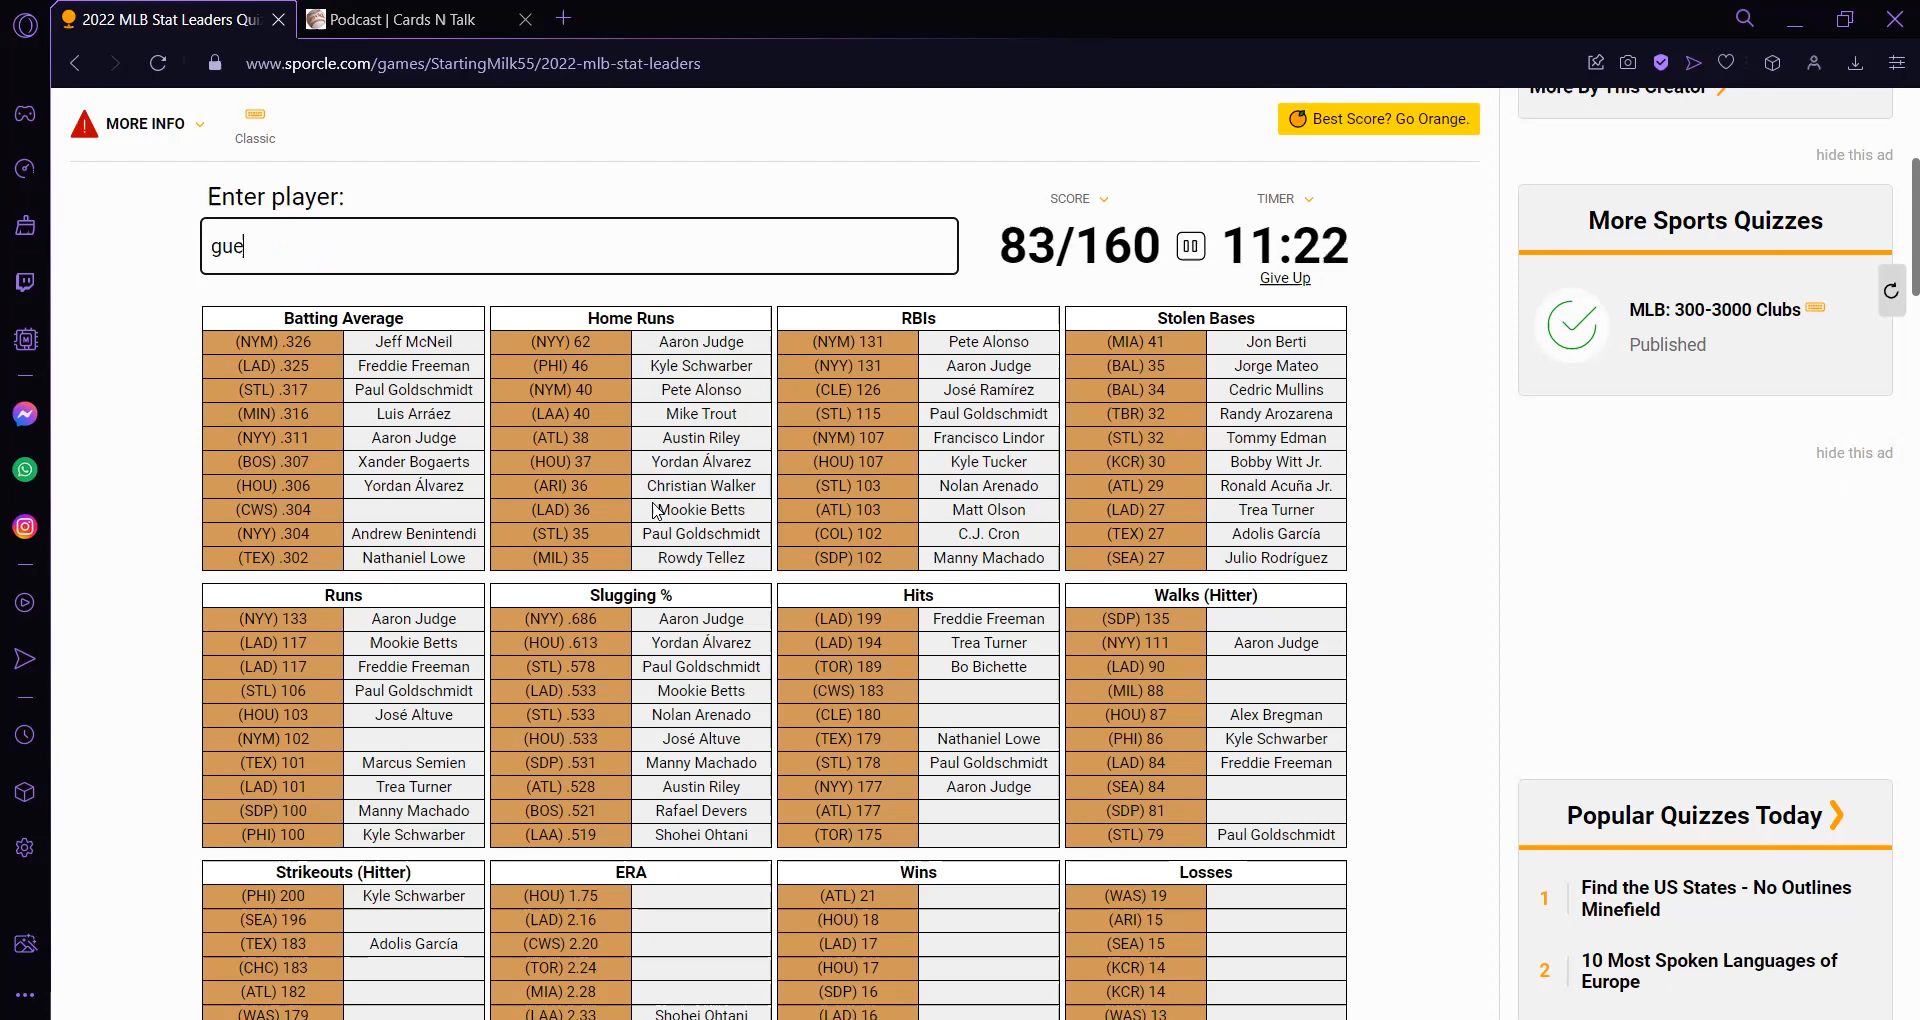 2022 MLB Stat Leaders Qui
Podcast | Cards N Talk
www.sporcle.com/games/StartingMilk55/2022-mlb-stat-leaders
MORE INFO
Classic
Best Score? Go Orange.
More By This Creator
hide this ad
Enter player:
gue
SCORE
TIMER
83/160
11:22
Give Up
More Sports Quizzes
MLB: 300-3000 Clubs
Published
hide this ad
Batting Average
(NYM) .326 Jeff McNeil
(LAD) .325 Freddie Freeman
(STL) .317 Paul Goldschmidt
(MIN) .316 Luis Arráez
(NYY) .311 Aaron Judge
(BOS) .307 Xander Bogaerts
(HOU) .306 Yordan Álvarez
(CWS) .304
(NYY) .304 Andrew Benintendi
(TEX) .302 Nathaniel Lowe
Home Runs
(NYY) 62 Aaron Judge
(PHI) 46 Kyle Schwarber
(NYM) 40 Pete Alonso
(LAA) 40 Mike Trout
(ATL) 38 Austin Riley
(HOU) 37 Yordan Álvarez
(ARI) 36 Christian Walker
(LAD) 36 Mookie Betts
(STL) 35 Paul Goldschmidt
(MIL) 35 Rowdy Tellez
RBIs
(NYM) 131 Pete Alonso
(NYY) 131 Aaron Judge
(CLE) 126 José Ramírez
(STL) 115 Paul Goldschmidt
(NYM) 107 Francisco Lindor
(HOU) 107 Kyle Tucker
(STL) 103 Nolan Arenado
(ATL) 103 Matt Olson
(COL) 102 C.J. Cron
(SDP) 102 Manny Machado
Stolen Bases
(MIA) 41 Jon Berti
(BAL) 35 Jorge Mateo
(BAL) 34 Cedric Mullins
(TBR) 32 Randy Arozarena
(STL) 32 Tommy Edman
(KCR) 30 Bobby Witt Jr.
(ATL) 29 Ronald Acuña Jr.
(LAD) 27 Trea Turner
(TEX) 27 Adolis García
(SEA) 27 Julio Rodríguez
Runs
(NYY) 133 Aaron Judge
(LAD) 117 Mookie Betts
(LAD) 117 Freddie Freeman
(STL) 106 Paul Goldschmidt
(HOU) 103 José Altuve
(NYM) 102
(TEX) 101 Marcus Semien
(LAD) 101 Trea Turner
(SDP) 100 Manny Machado
(PHI) 100 Kyle Schwarber
Slugging %
(NYY) .686 Aaron Judge
(HOU) .613 Yordan Álvarez
(STL) .578 Paul Goldschmidt
(LAD) .533 Mookie Betts
(STL) .533 Nolan Arenado
(HOU) .533 José Altuve
(SDP) .531 Manny Machado
(ATL) .528 Austin Riley
(BOS) .521 Rafael Devers
(LAA) .519 Shohei Ohtani
Hits
(LAD) 199 Freddie Freeman
(LAD) 194 Trea Turner
(TOR) 189 Bo Bichette
(CWS) 183
(CLE) 180
(TEX) 179 Nathaniel Lowe
(STL) 178 Paul Goldschmidt
(NYY) 177 Aaron Judge
(ATL) 177
(TOR) 175
Walks (Hitter)
(SDP) 135
(NYY) 111 Aaron Judge
(LAD) 90
(MIL) 88
(HOU) 87 Alex Bregman
(PHI) 86 Kyle Schwarber
(LAD) 84 Freddie Freeman
(SEA) 84
(SDP) 81
(STL) 79 Paul Goldschmidt
Strikeouts (Hitter)
(PHI) 200 Kyle Schwarber
(SEA) 196
(TEX) 183 Adolis García
(CHC) 183
(ATL) 182
(WAS) 179
ERA
(HOU) 1.75
(LAD) 2.16
(CWS) 2.20
(TOR) 2.24
(MIA) 2.28
(LAA) 2.33 Shohei Ohtani
Wins
(ATL) 21
(HOU) 18
(LAD) 17
(HOU) 17
(SDP) 16
(LAD) 16
Losses
(WAS) 19
(ARI) 15
(SEA) 15
(KCR) 14
(KCR) 14
(WAS) 13
Popular Quizzes Today
1 Find the US States - No Outlines
Minefield
2 10 Most Spoken Languages of
Europe